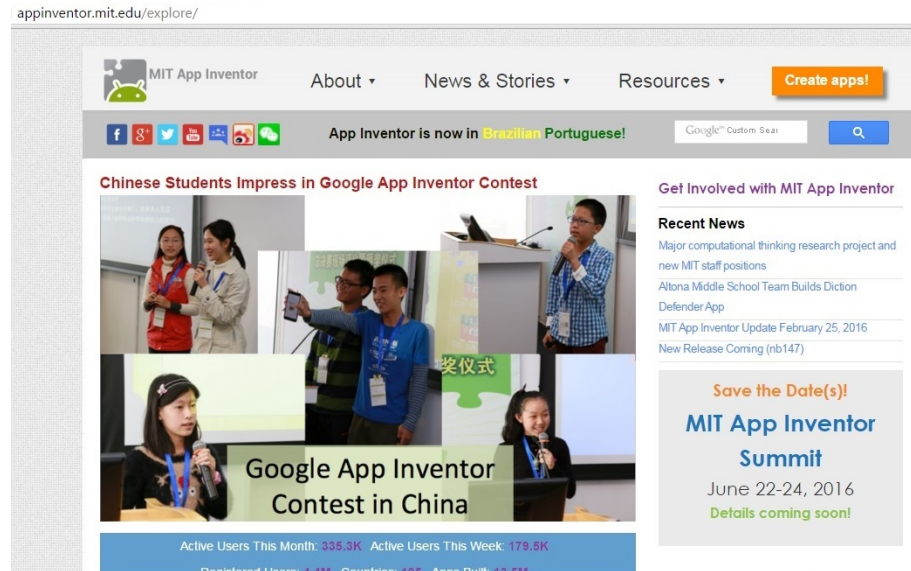 appinventor.mit.edu/explore/
MIT App Inventor
About
News & Stories
Resources
Create apps!
App Inventor is now in Brazilian Portuguese!
Google™ Custom Sear
Chinese Students Impress in Google App Inventor Contest
奖仪式
Google App Inventor
Contest in China
Active Users This Month: 335.3K Active Users This Week: 179.5K
Get Involved with MIT App Inventor
Recent News
Major computational thinking research project and
new MIT staff positions
Altona Middle School Team Builds Diction
Defender App
MIT App Inventor Update February 25, 2016
New Release Coming (nb147)
Save the Date(s)!
MIT App Inventor
Summit
June 22-24, 2016
Details coming soon!